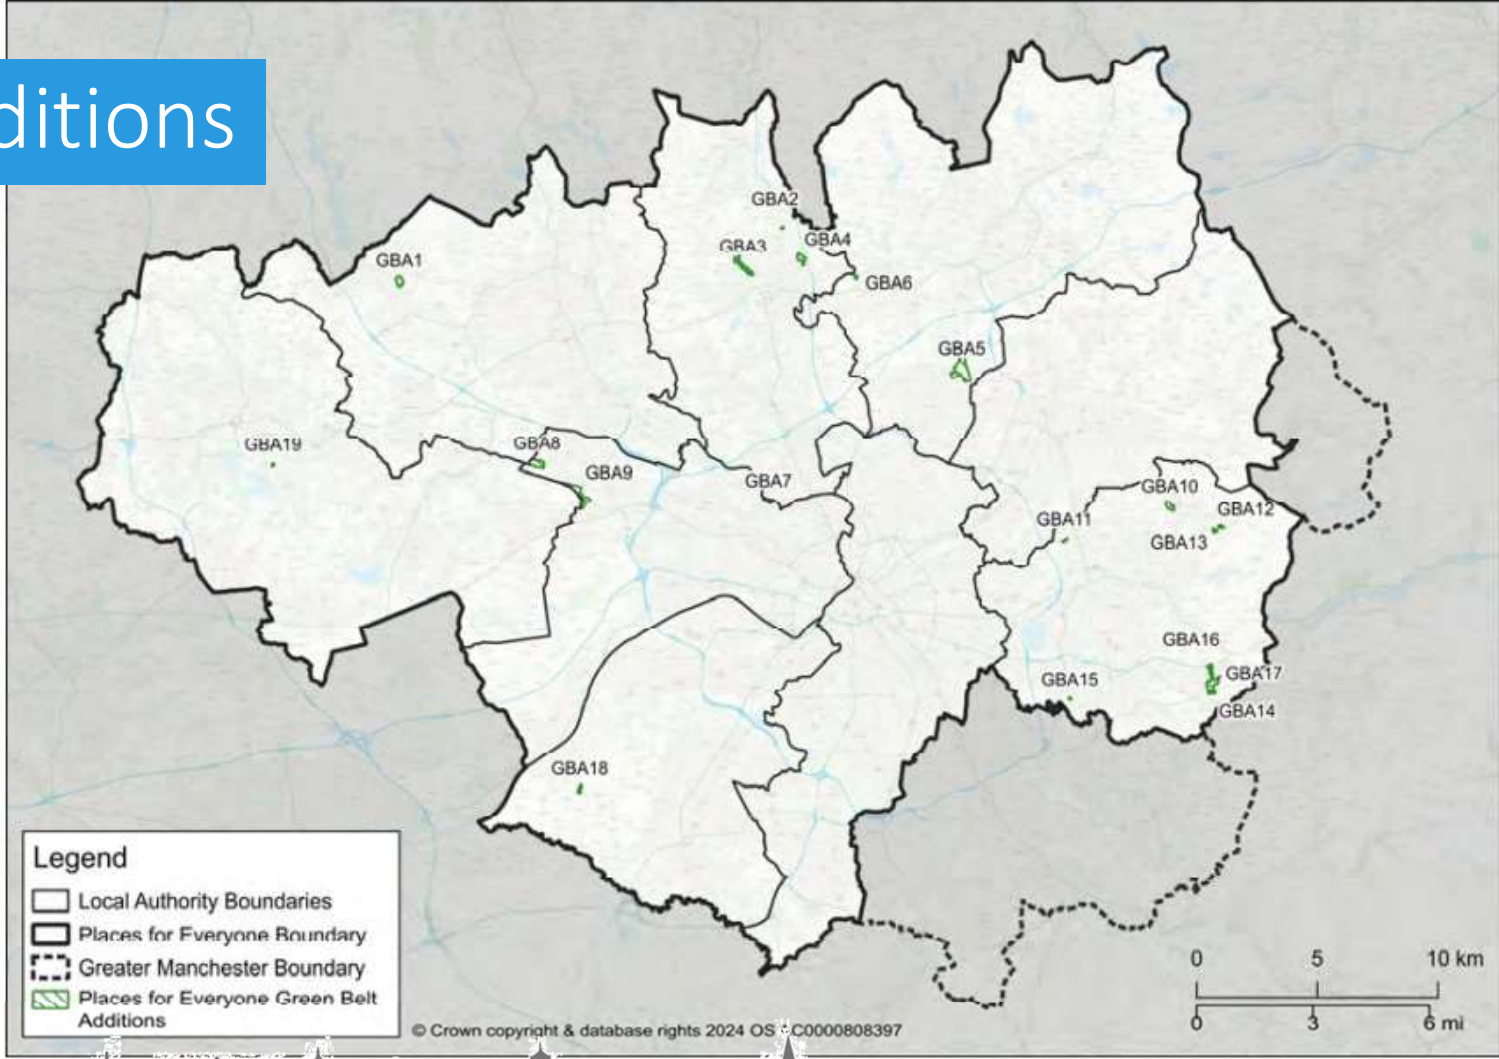 ditions
GBA2
GBA3
GBA4
GBA1
GBA6
GBA5
GBA19
GBA8
GBA9
GBA7
GBA10
GBA12
GBA11
GBA13
GBA16
GBA15
GBA17
GBA14
GBA18
Legend
Local Authority Boundaries
Places for Everyone Boundary
Greater Manchester Boundary
Places for Everyone Green Belt
Additions
0 5 10 km
0 3 6 mi
© Crown copyright & database rights 2024 OS AC0000808397